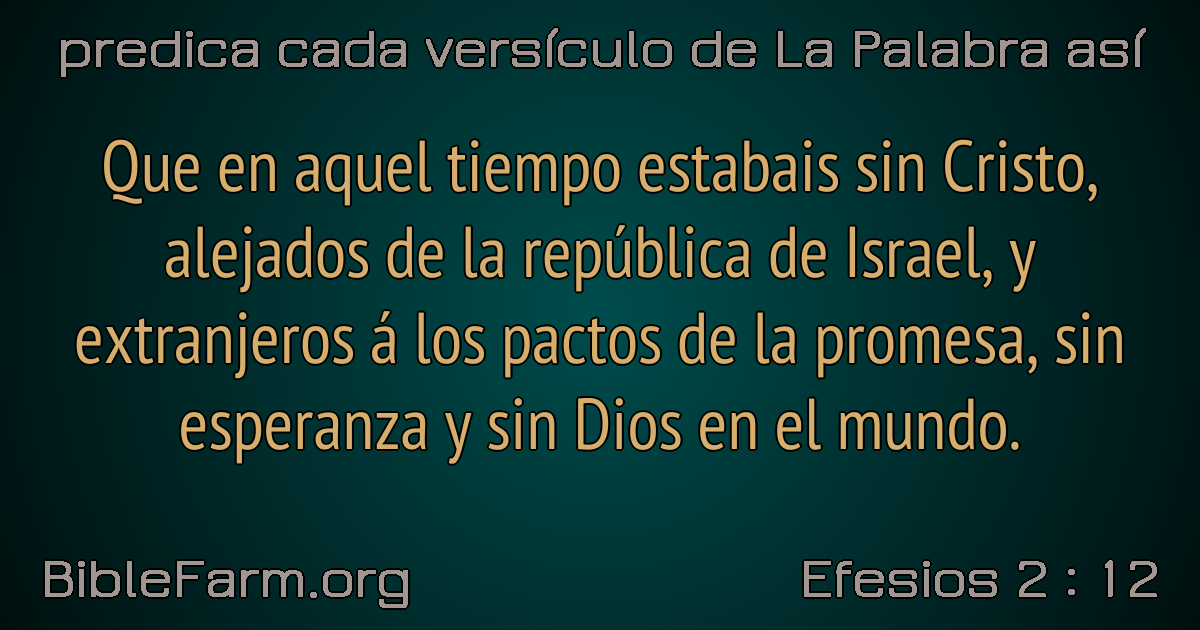 predica cada versículo de La Palabra así
Que en aquel tiempo estabais sin Cristo,
alejados de la república de Israel, y
extranjeros á los pactos de la promesa, sin
esperanza y sin Dios en el mundo.
BibleFarm.org
Efesios 2 : 12